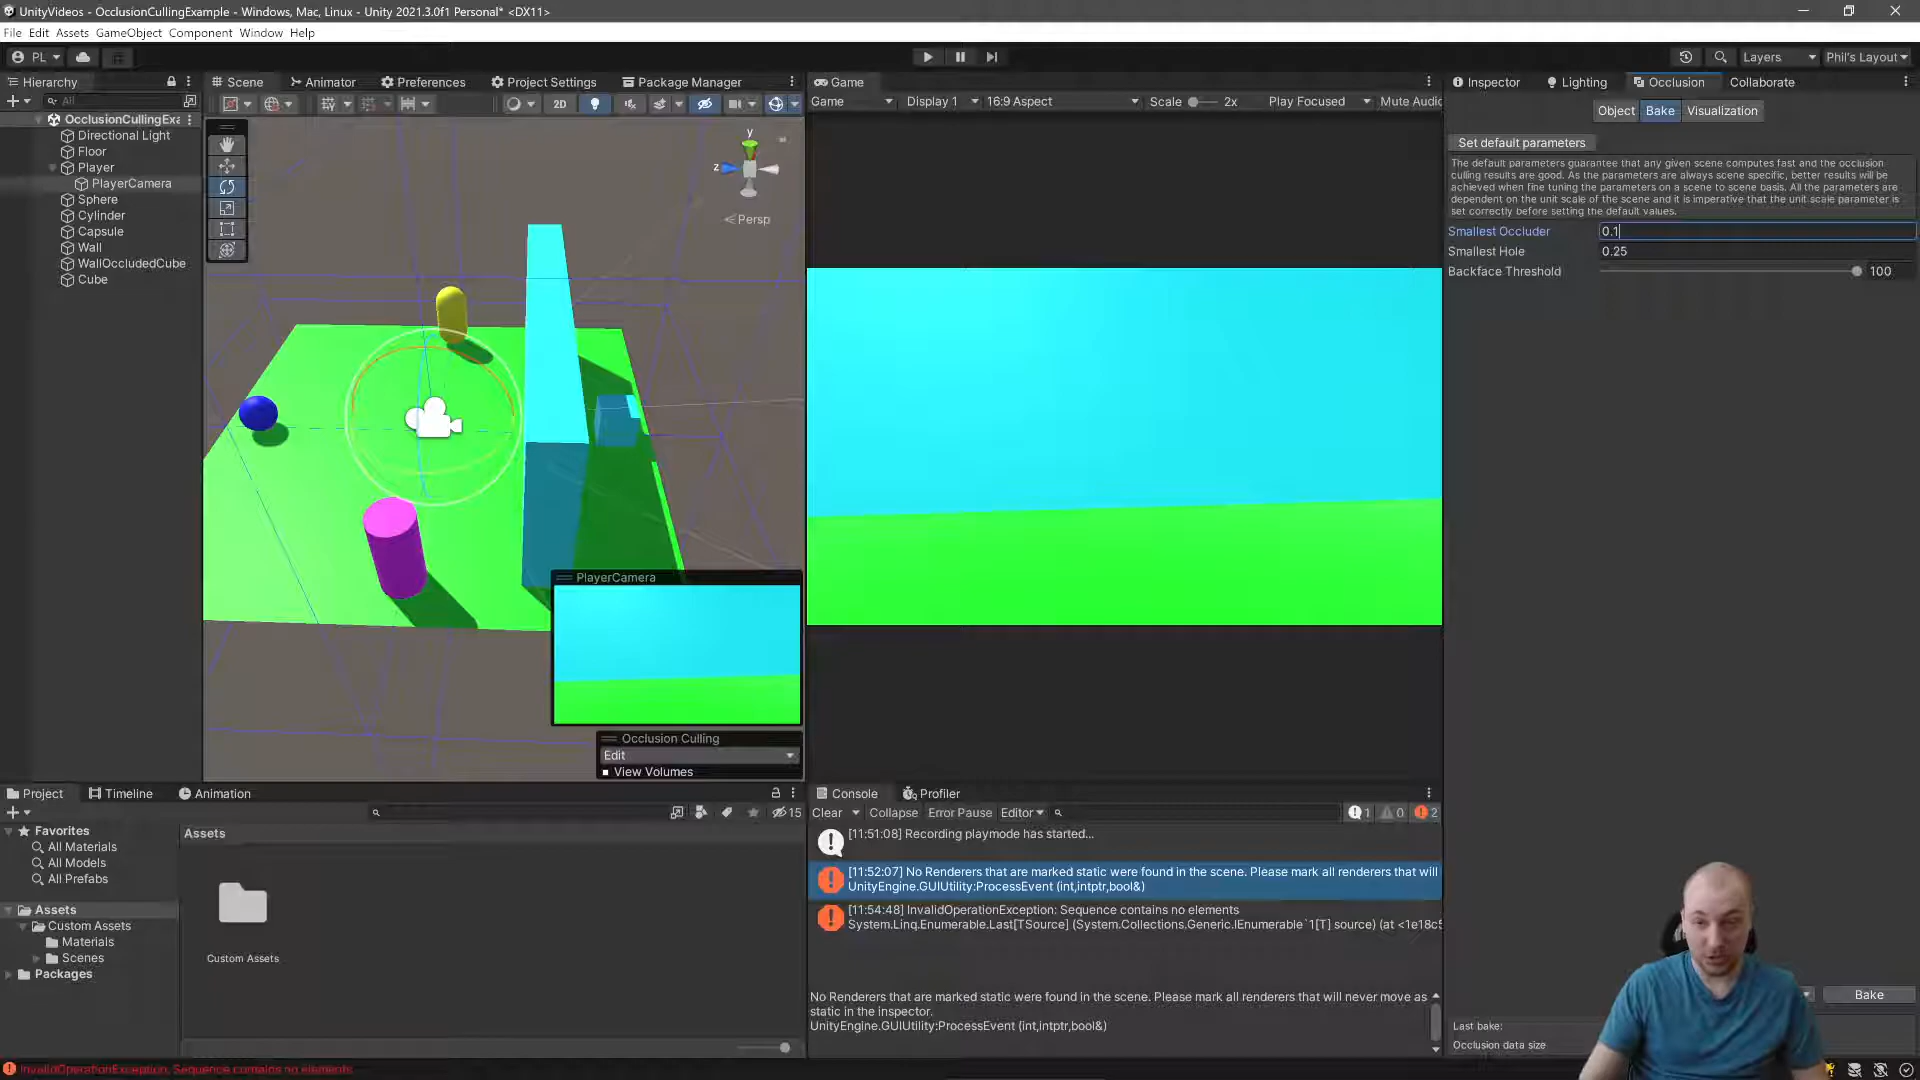 UnityVideos - OcclusionCullingExample - Windows, Mac, Linux - Unity 2021.3.0f1 Personal* <DX11>
File Edit Assets GameObject Component Window Help
PL
Layers
Phil's Layout
Hierarchy
All
OcclusionCullingExa
Directional Light
Floor
Player
PlayerCamera
Sphere
Cylinder
Capsule
Wall
WallOccludedCube
Cube
Scene Animator Preferences Project Settings Package Manager
2D
y
z
Persp
PlayerCamera
Occlusion Culling
Edit
View Volumes
Game
Game Display 1 16:9 Aspect Scale 2x Play Focused Mute Audio
Inspector Lighting Occlusion Collaborate
Object Bake Visualization
Set default parameters
The default parameters guarantee that any given scene computes fast and the occlusion
culling results are good. As the parameters are always scene specific, better results will be
achieved when fine tuning the parameters on a scene to scene basis. All the parameters are
dependent on the unit scale of the scene and it is imperative that the unit scale parameter is
set correctly before setting the default values.
Smallest Occluder 0.1
Smallest Hole 0.25
Backface Threshold 100
Project Timeline Animation
15
Favorites
All Materials
All Models
All Prefabs
Assets
Custom Assets
Materials
Scenes
Packages
Assets
Custom Assets
Console Profiler
Clear Collapse Error Pause Editor 1 0 2
[11:51:08] Recording playmode has started...
[11:52:07] No Renderers that are marked static were found in the scene. Please mark all renderers that will
UnityEngine.GUIUtility:ProcessEvent (int,intptr,bool&)
[11:54:48] InvalidOperationException: Sequence contains no elements
System.Linq.Enumerable.Last[TSource] (System.Collections.Generic.IEnumerable`1[T] source) (at <1e18c5
No Renderers that are marked static were found in the scene. Please mark all renderers that will never move as
static in the inspector.
UnityEngine.GUIUtility:ProcessEvent (int,intptr,bool&)
Bake
Last bake:
Occlusion data size
InvalidOperationException: Sequence contains no elements